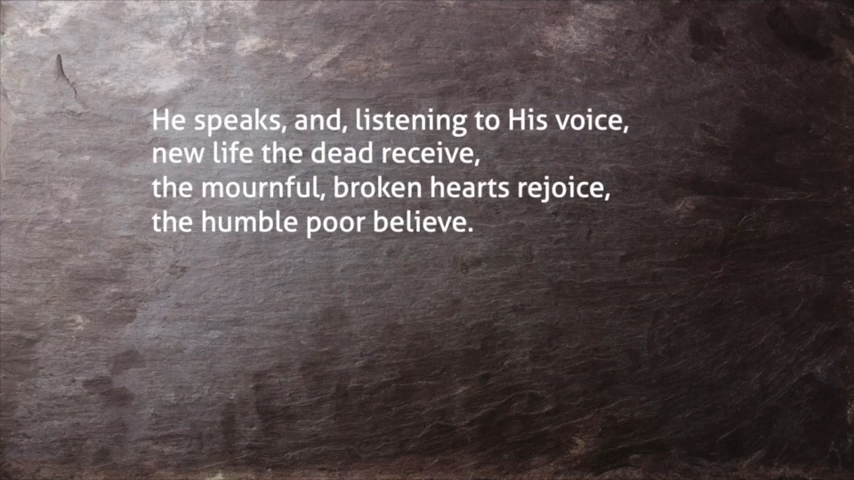 He speaks, and, listening to His voice,
new life the dead receive,
the mournful, broken hearts rejoice,
the humble poor believe.